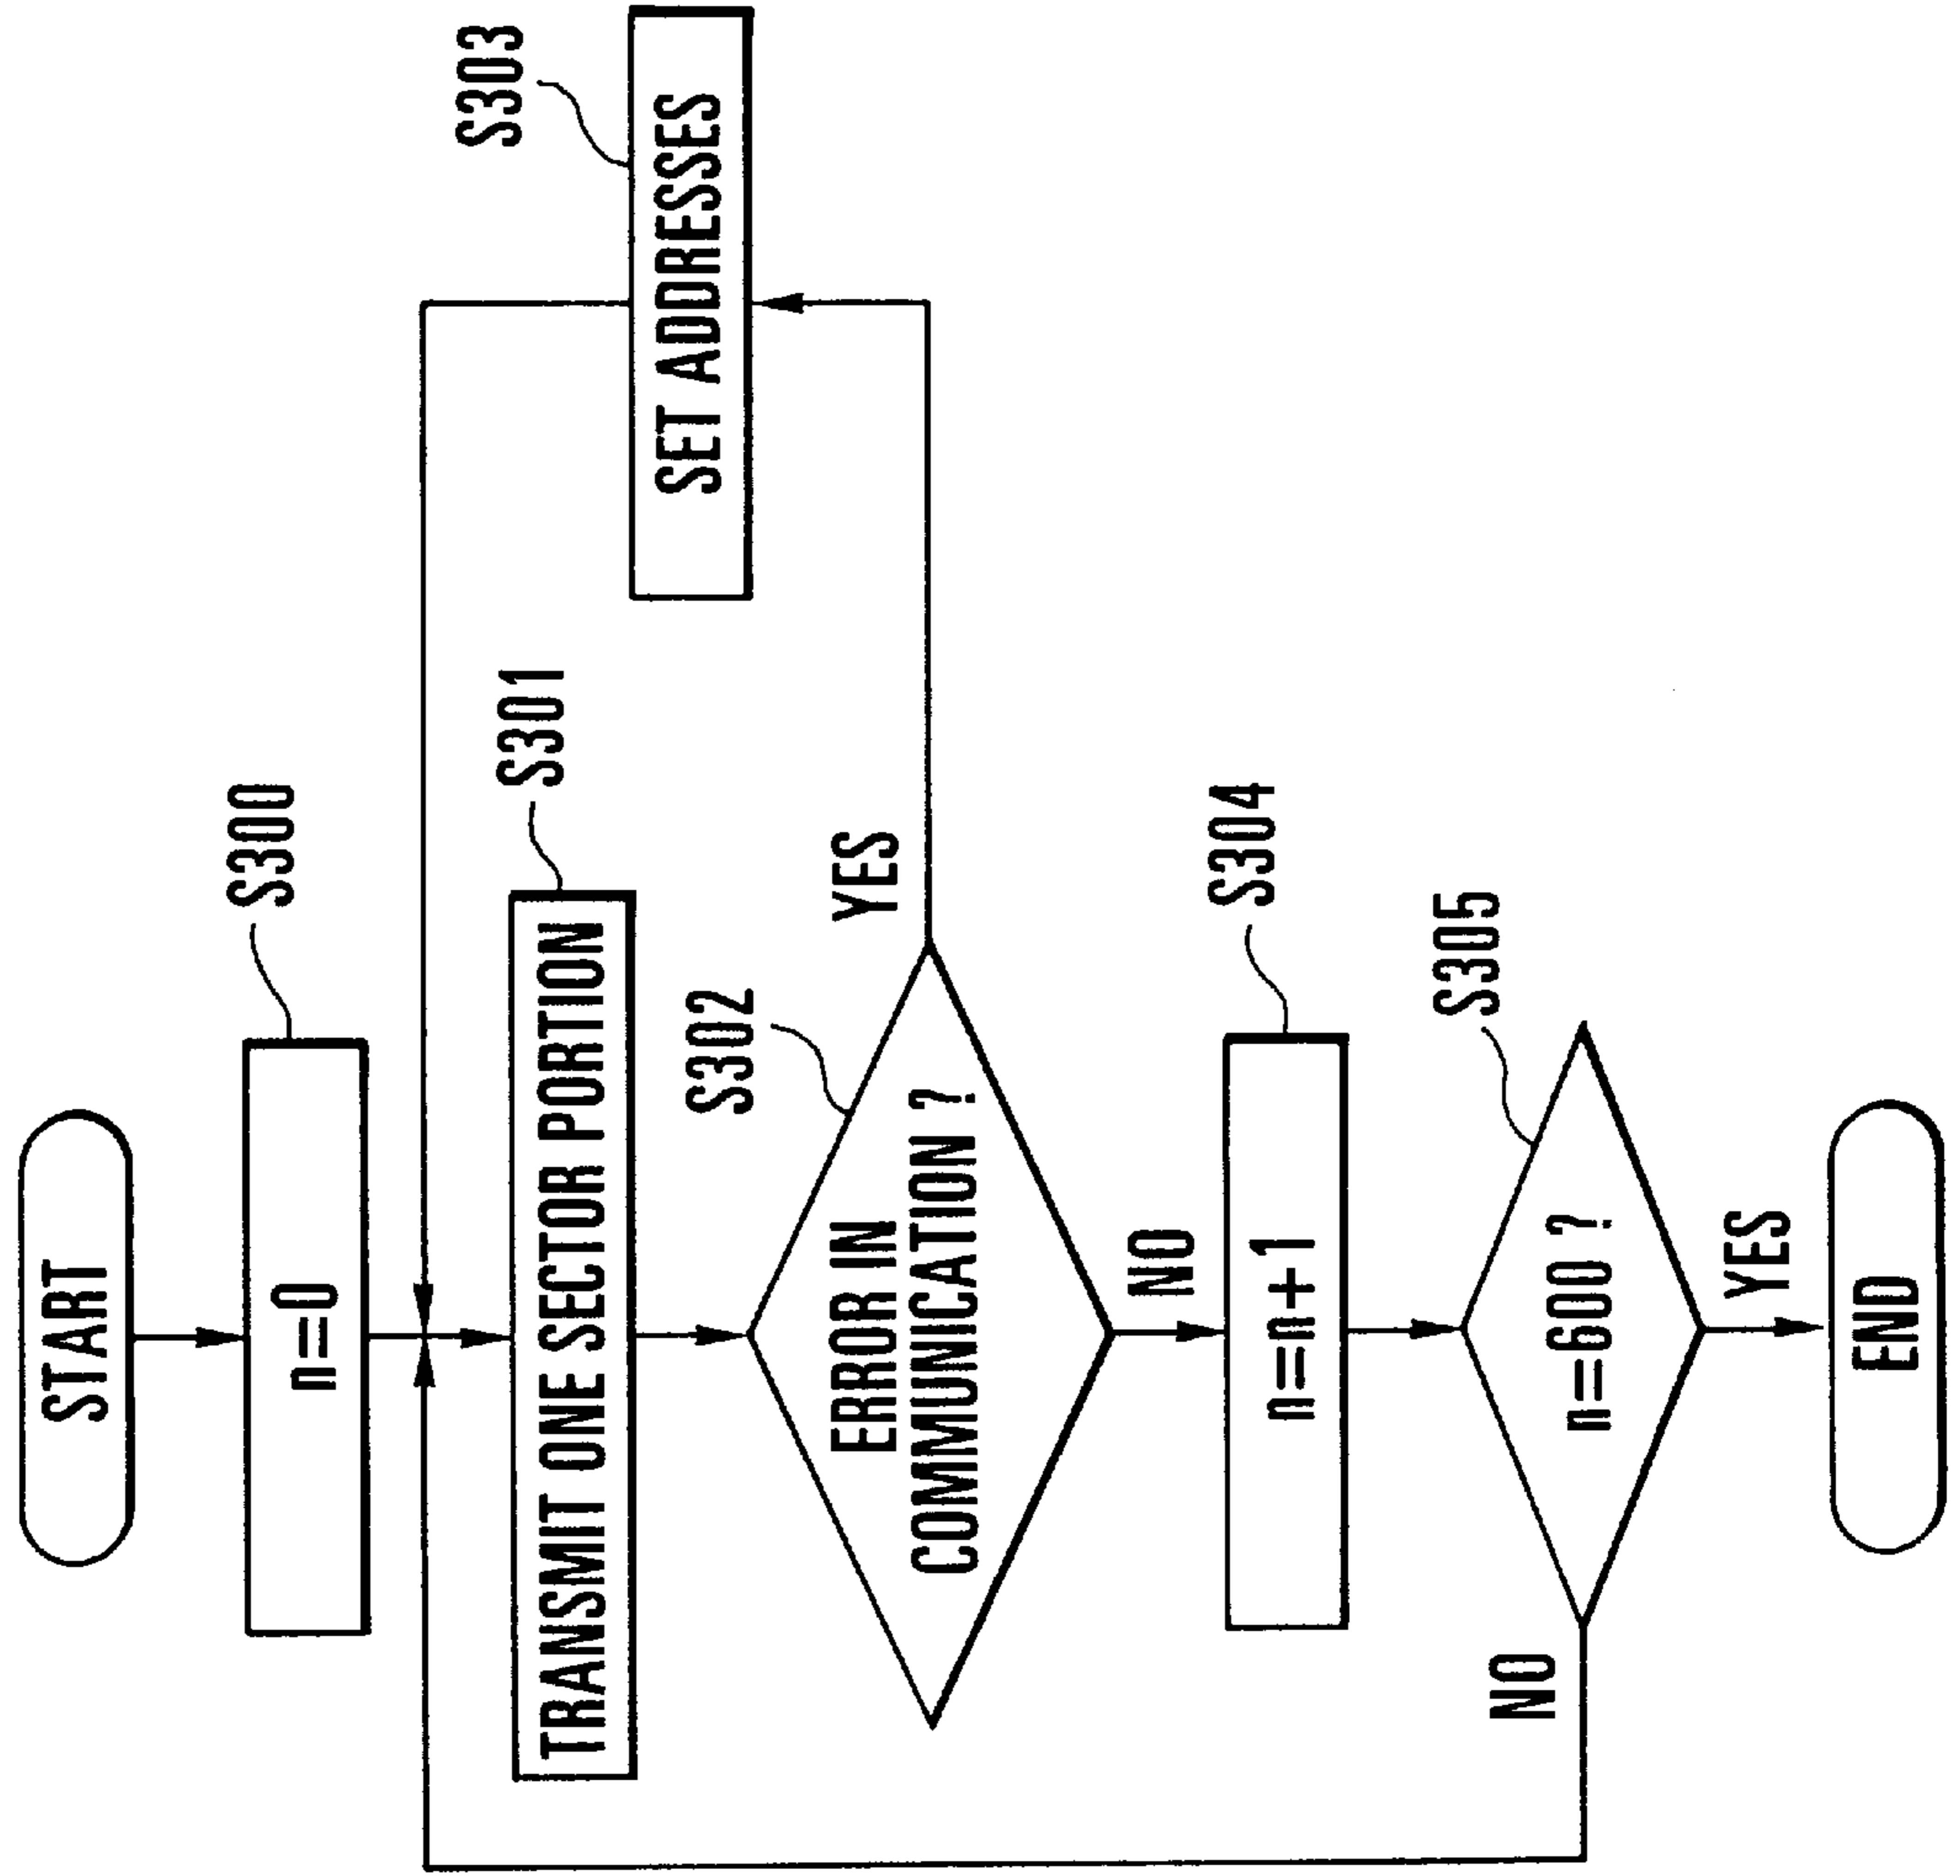 START
S300
n=0
S301
TRANSMIT ONE SECTOR PORTION
S302
ERROR IN
COMMUNICATION ?
YES
S303
SET ADDRESSES
NO
S304
n=n+1
S305
n=600 ?
NO
YES
END